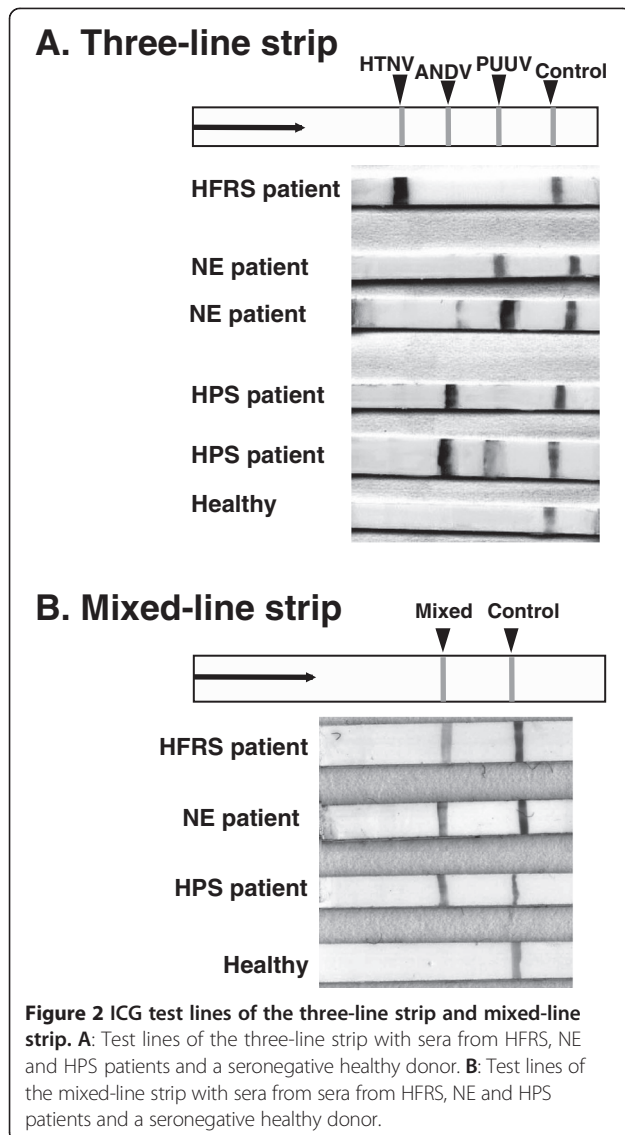 A. Three-line strip
HTNV ANDV PUUV Control
HFRS patient
NE patient
NE patient
HPS patient
HPS patient
Healthy
B. Mixed-line strip
Mixed Control
HFRS patient
NE patient
HPS patient
Healthy
Figure 2 ICG test lines of the three-line strip and mixed-line
strip. A: Test lines of the three-line strip with sera from HFRS, NE
and HPS patients and a seronegative healthy donor. B: Test lines of
the mixed-line strip with sera from sera from HFRS, NE and HPS
patients and a seronegative healthy donor.